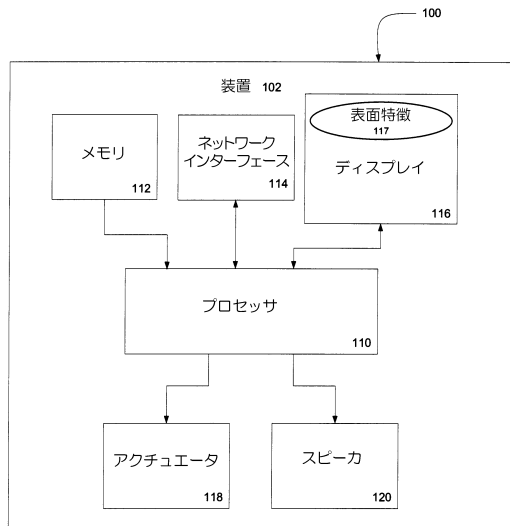 100
装置 102
メモリ
112
ネットワーク
インターフェース
114
表面特徴
117
ディスプレイ
116
プロセッサ
110
アクチュエータ
118
スピーカ
120